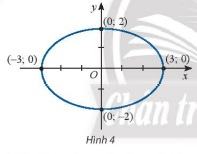 y
(0; 2)
(−3; 0)
(3; 0)
O
x
(0; −2)
Hình 4